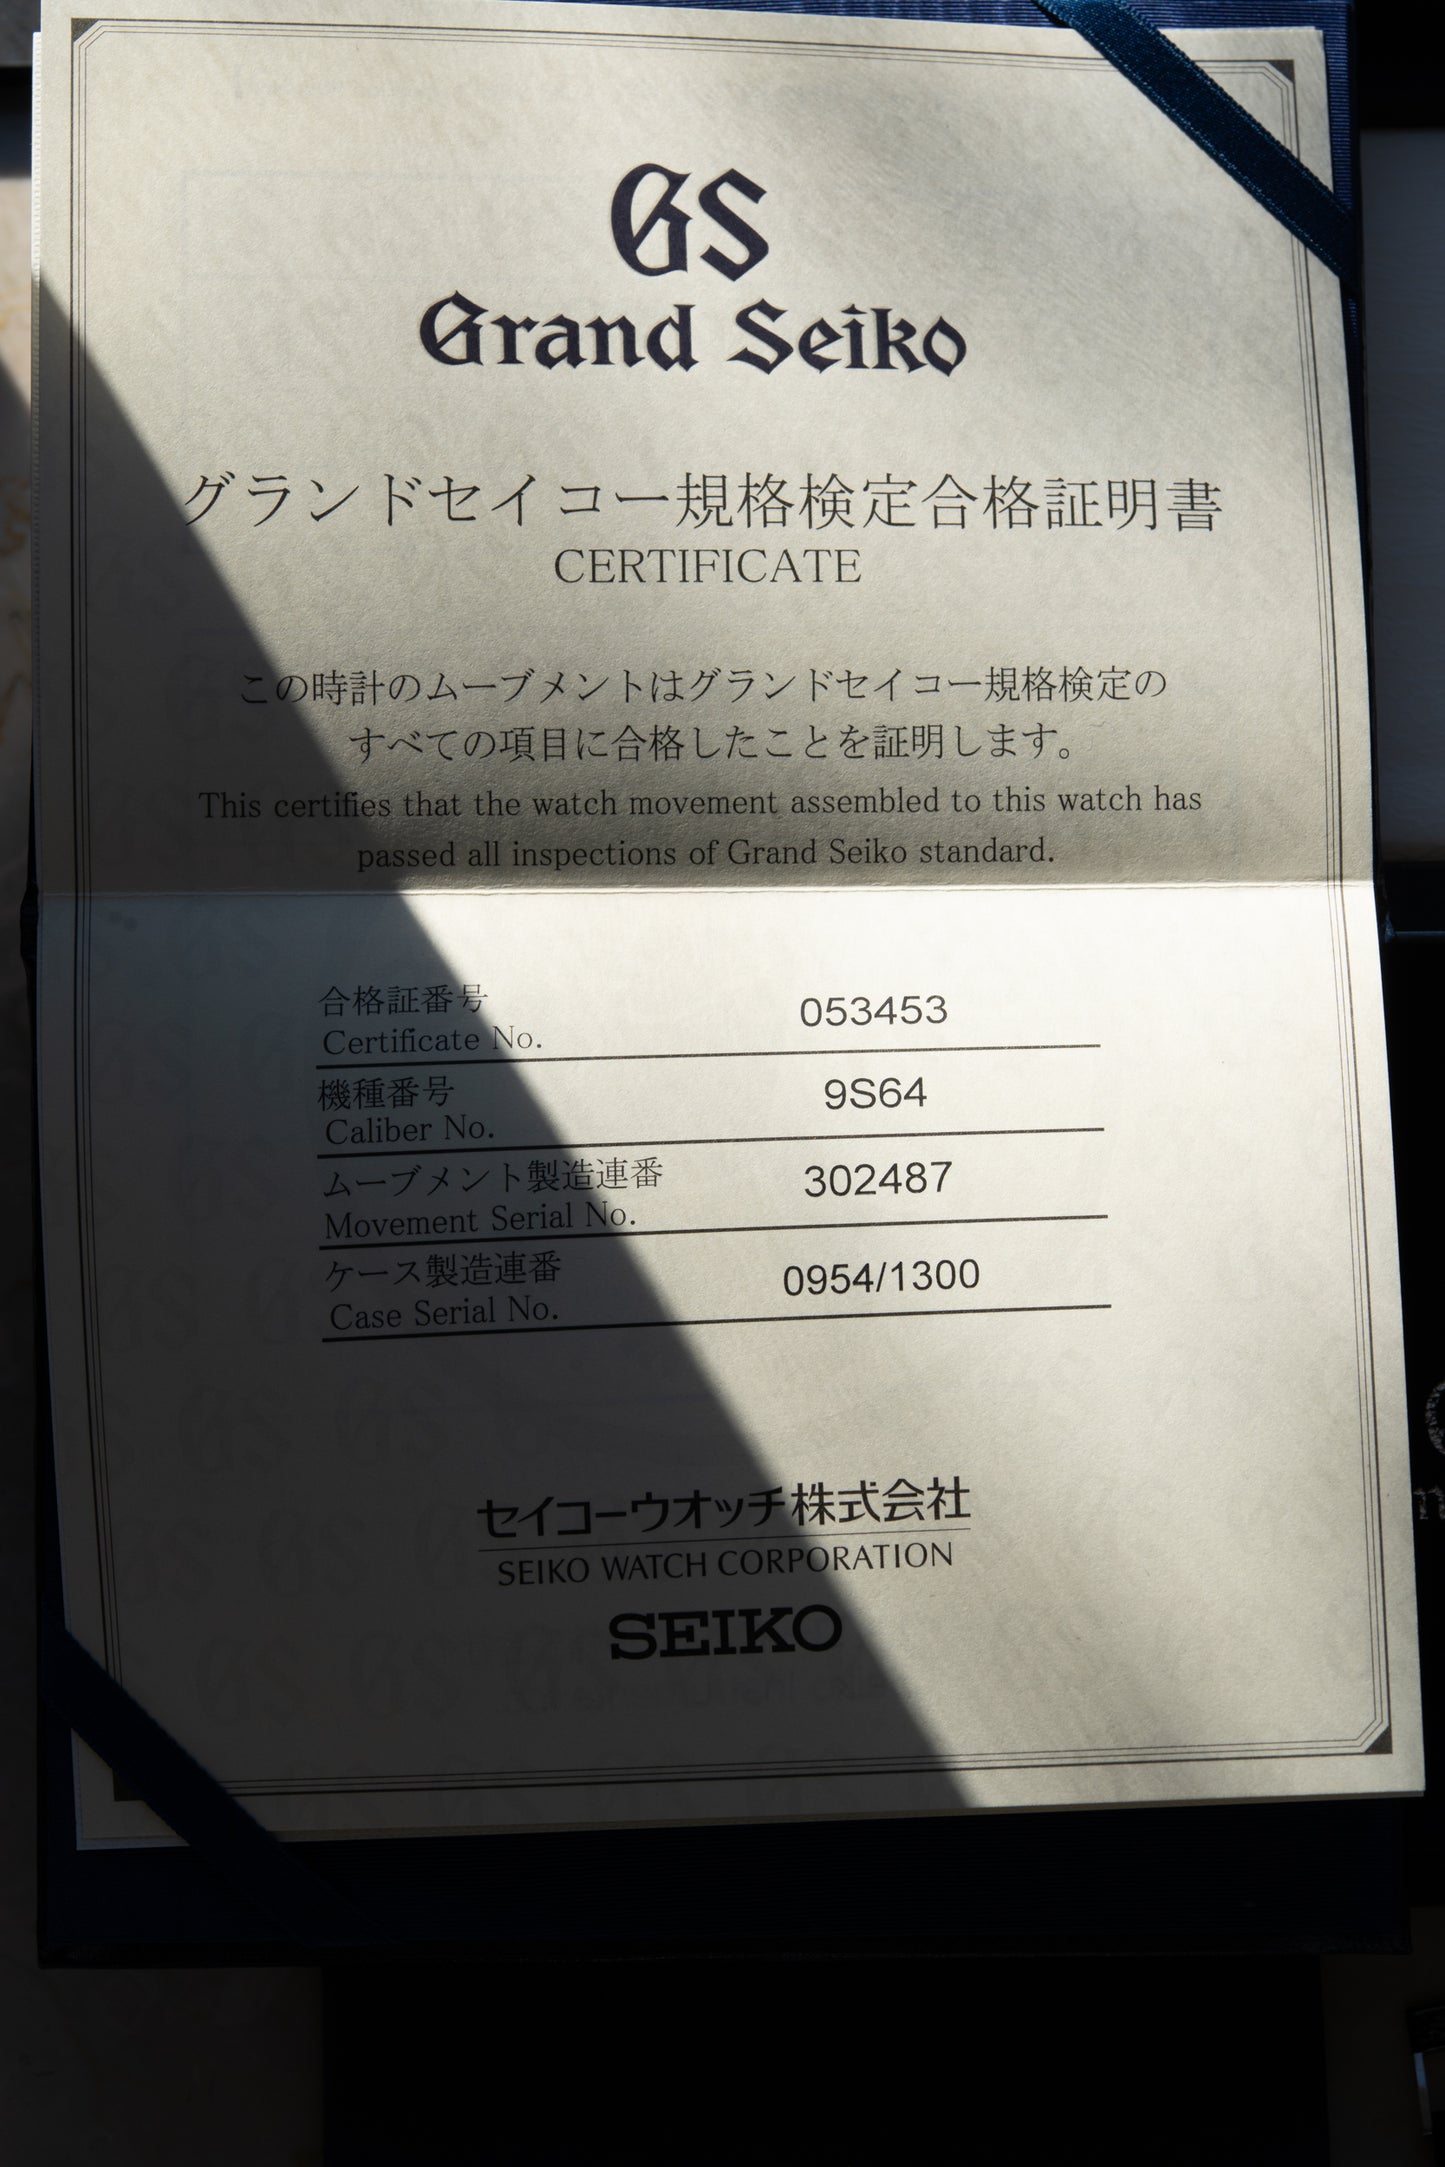 GS
Grand Seiko
グランドセイコー規格検定合格証明書
CERTIFICATE
この時計のムーブメントはグランドセイコー規格検定の
すべての項目に合格したことを証明します。
This certifies that the watch movement assembled to this watch has
passed all inspections of Grand Seiko standard.
合格証番号
Certificate No.
053453
機種番号
Caliber No.
9S64
ムーブメント製造連番
Movement Serial No.
302487
ケース製造連番
Case Serial No.
0954/1300
セイコーウオッチ株式会社
SEIKO WATCH CORPORATION
SEIKO